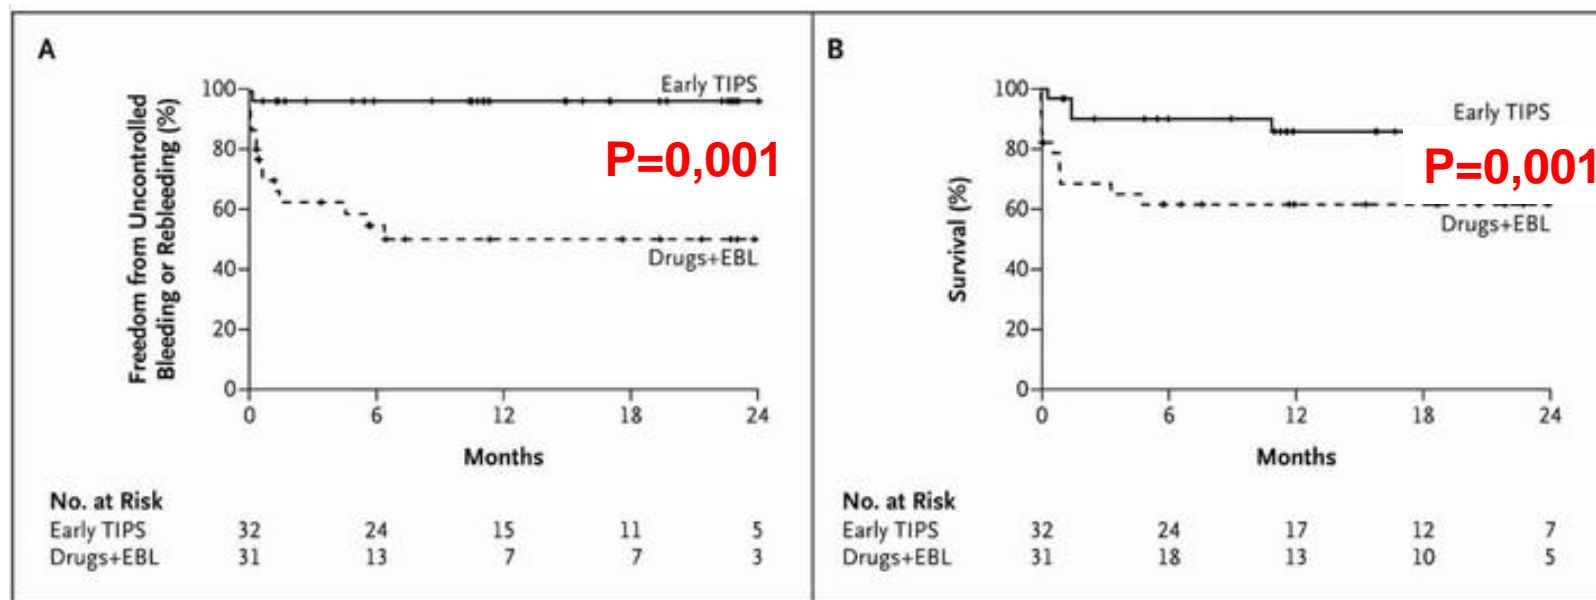 A
Freedom from Uncontrolled
Bleeding or Rebleeding (%)
100
80
60
40
20
0
Early TIPS
P=0,001
Drugs+EBL
0 6 12 18 24
Months
No. at Risk
Early TIPS 32 24 15 11 5
Drugs+EBL 31 13 7 7 3
B
Survival (%)
100
80
60
40
20
0
Early TIPS
P=0,001
Drugs+EBL
0 6 12 18 24
Months
No. at Risk
Early TIPS 32 24 17 12 7
Drugs+EBL 31 18 13 10 5